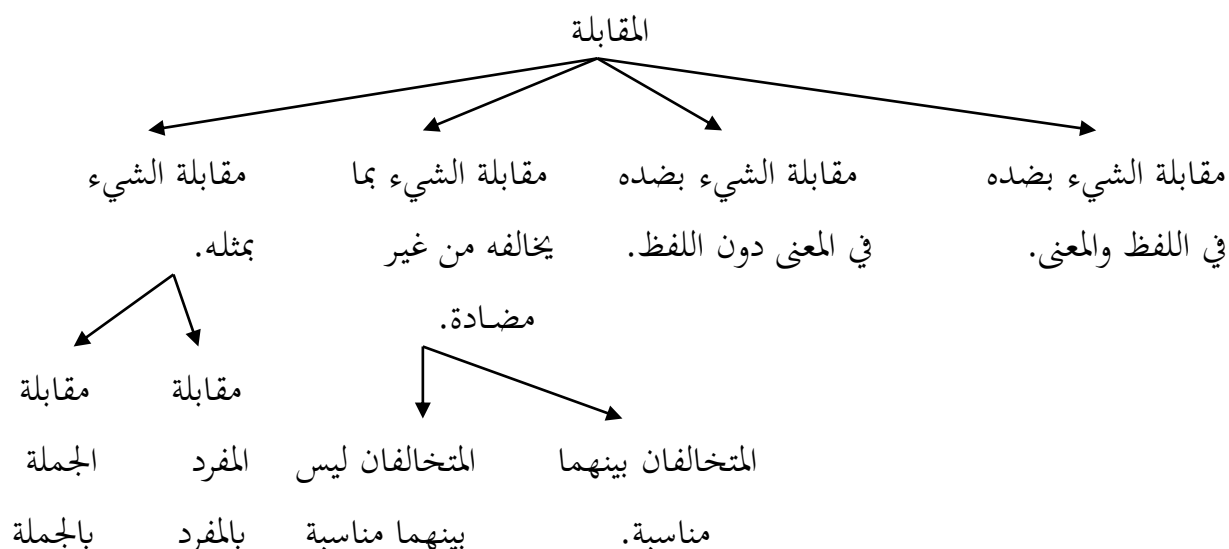 المقابلة
مقابلة الشيء بضده
في اللفظ والمعنى.
مقابلة الشيء بضده
في المعنى دون اللفظ.
مقابلة الشيء بما
يخالفه من غير
مضادة.
مقابلة الشيء
بمثله.
المتخالفان بينهما
مناسبة.
المتخالفان ليس
بينهما مناسبة
مقابلة
المفرد
بالمفرد
مقابلة
الجملة
بالجملة